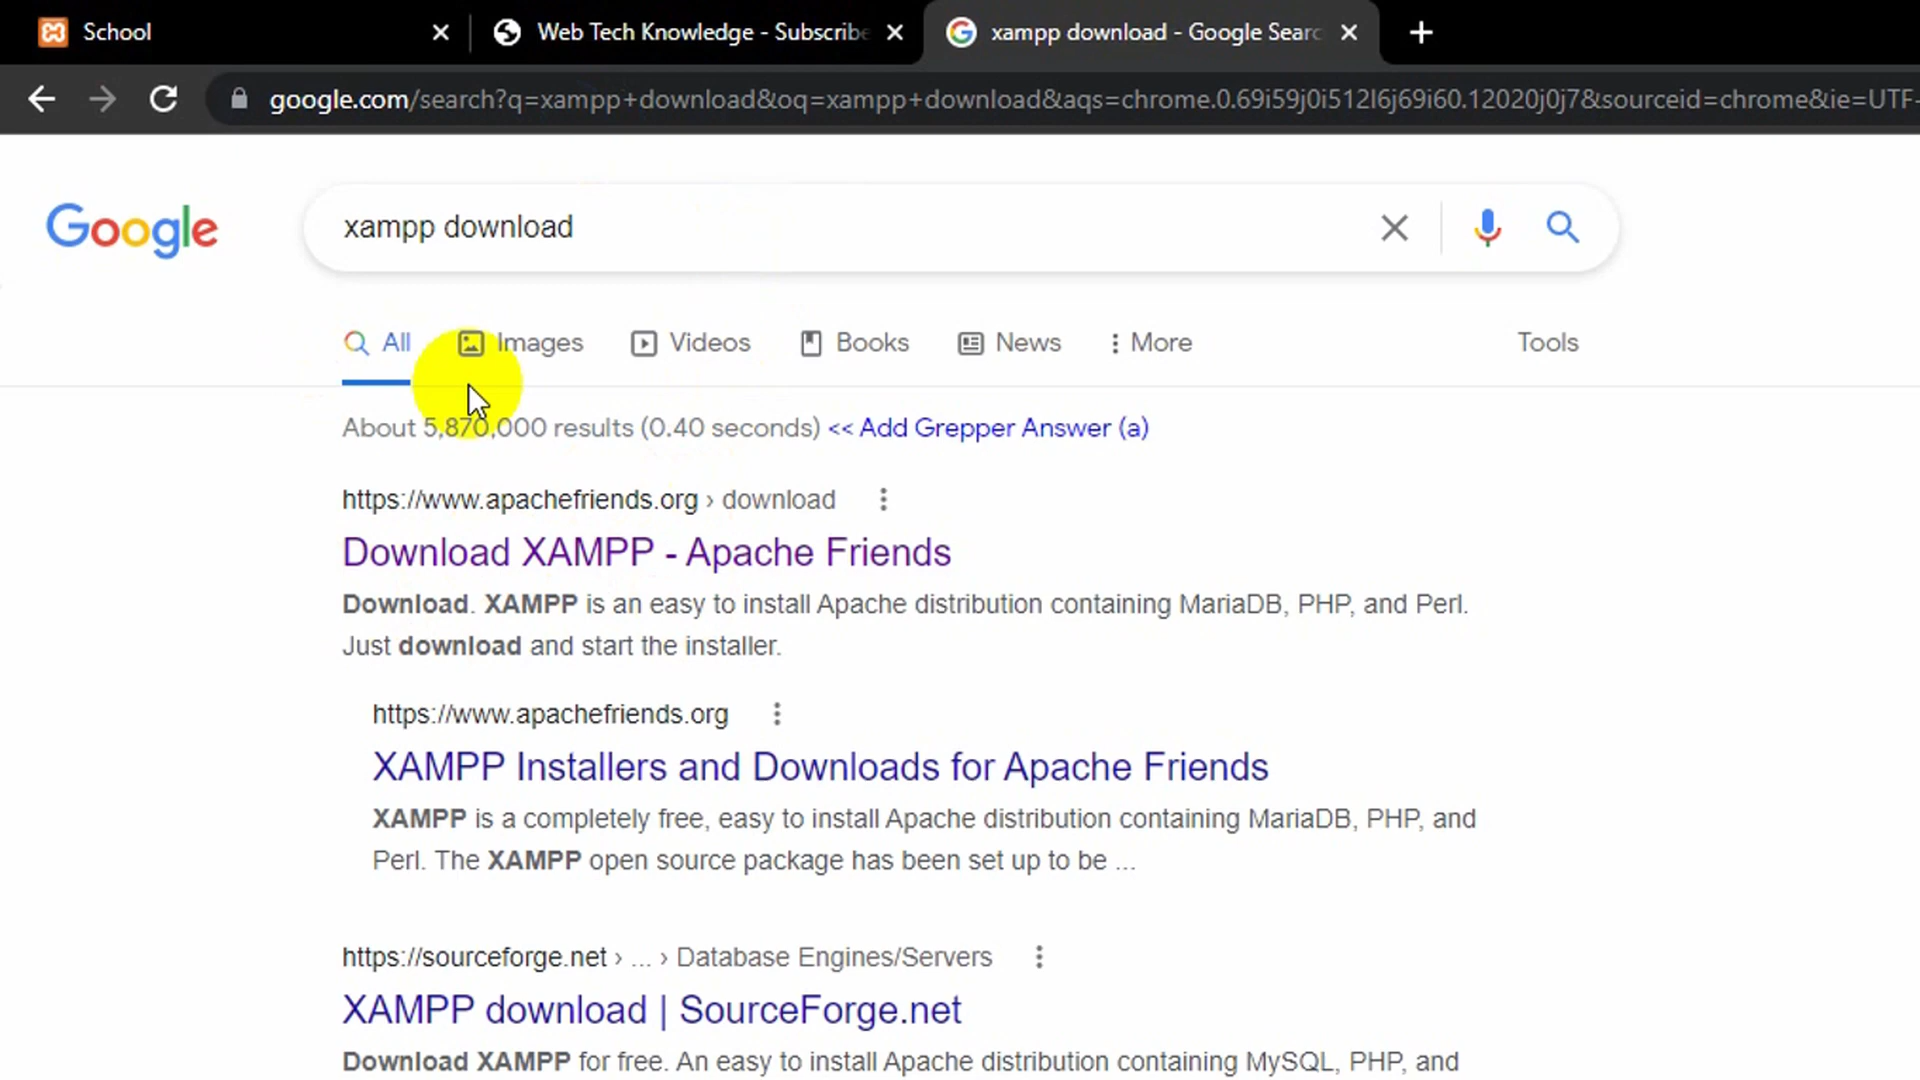 School
Web Tech Knowledge - Subscribe
xampp download - Google Searc
google.com/search?q=xampp+download&oq=xampp+download&aqs=chrome.0.69i59j0i512l6j69i60.12020j0j7&sourceid=chrome&ie=UTF-
Google
xampp download
All Images Videos Books News More Tools
About 5,870,000 results (0.40 seconds) << Add Grepper Answer (a)
https://www.apachefriends.org › download
Download XAMPP - Apache Friends
Download. XAMPP is an easy to install Apache distribution containing MariaDB, PHP, and Perl.
Just download and start the installer.
https://www.apachefriends.org
XAMPP Installers and Downloads for Apache Friends
XAMPP is a completely free, easy to install Apache distribution containing MariaDB, PHP, and
Perl. The XAMPP open source package has been set up to be ...
https://sourceforge.net › ... › Database Engines/Servers
XAMPP download | SourceForge.net
Download XAMPP for free. An easy to install Apache distribution containing MySQL, PHP, and